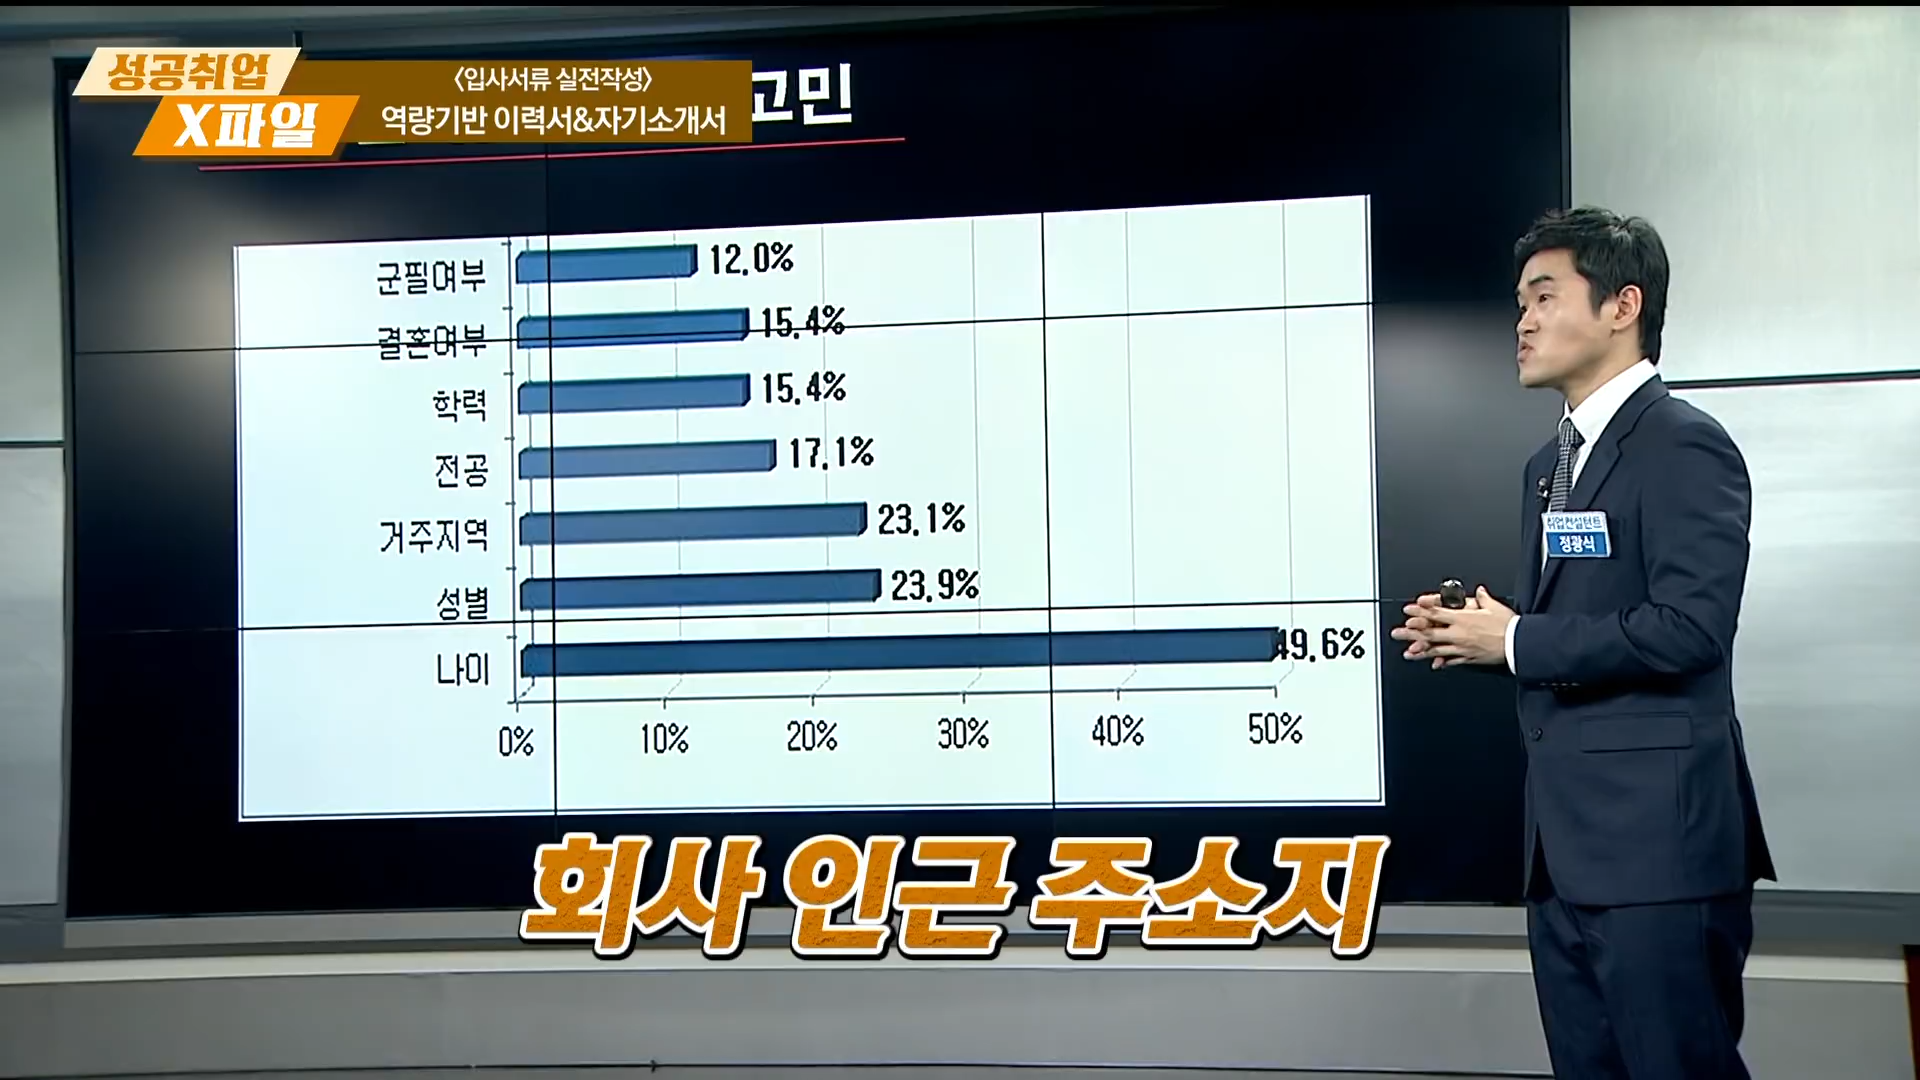 성공취업
X파일
<입사서류 실전작성>
역량기반 이력서&자기소개서
고민
군필여부 12.0%
결혼여부 15.4%
학력 15.4%
전공 17.1%
거주지역 23.1%
성별 23.9%
나이 49.6%
0% 10% 20% 30% 40% 50%
취업컨설턴트
정광식
회사 인근 주소지